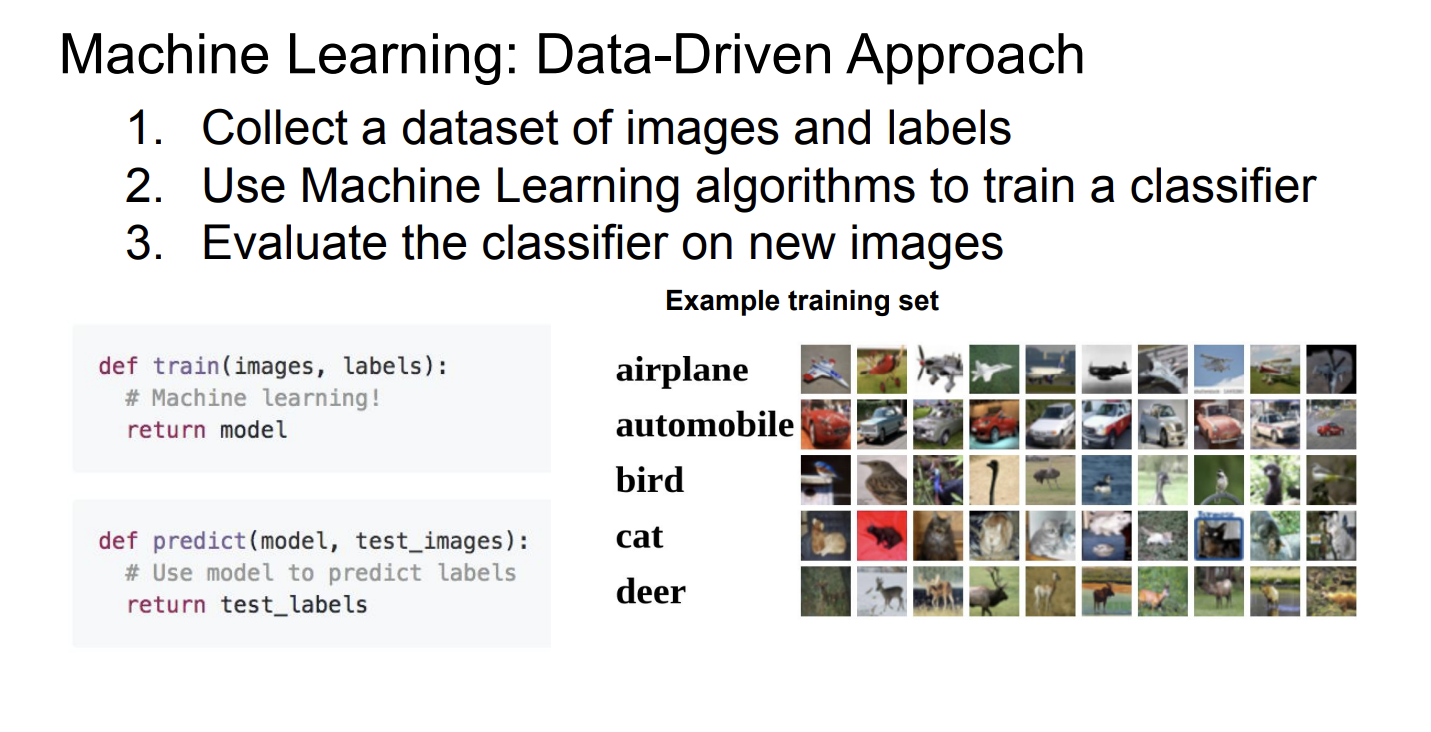 Machine Learning: Data-Driven Approach
1. Collect a dataset of images and labels
2. Use Machine Learning algorithms to train a classifier
3. Evaluate the classifier on new images
Example training set
def train(images, labels):
# Machine learning!
return model
def predict(model, test_images):
# Use model to predict labels
return test_labels
airplane
automobile
bird
cat
deer